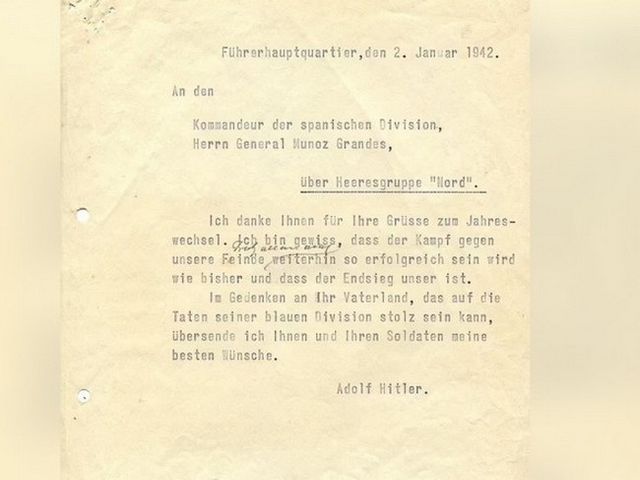 Führerhauptquartier,den 2. Januar 1942.
An den
Kommandeur der spanischen Division,
Herrn General Munoz Grandes,
über Heeresgruppe "Nord".
Ich danke Ihnen für Ihre Grüsse zum Jahres-
wechsel. Ich bin gewiss, dass der Kampf gegen
unsere Feinde weiterhin so erfolgreich sein wird
wie bisher und dass der Endsieg unser ist.
Im Gedenken an Ihr Vaterland, das auf die
Taten seiner blauen Division stolz sein kann,
übersende ich Ihnen und Ihren Soldaten meine
besten Wünsche.
Adolf Hitler.